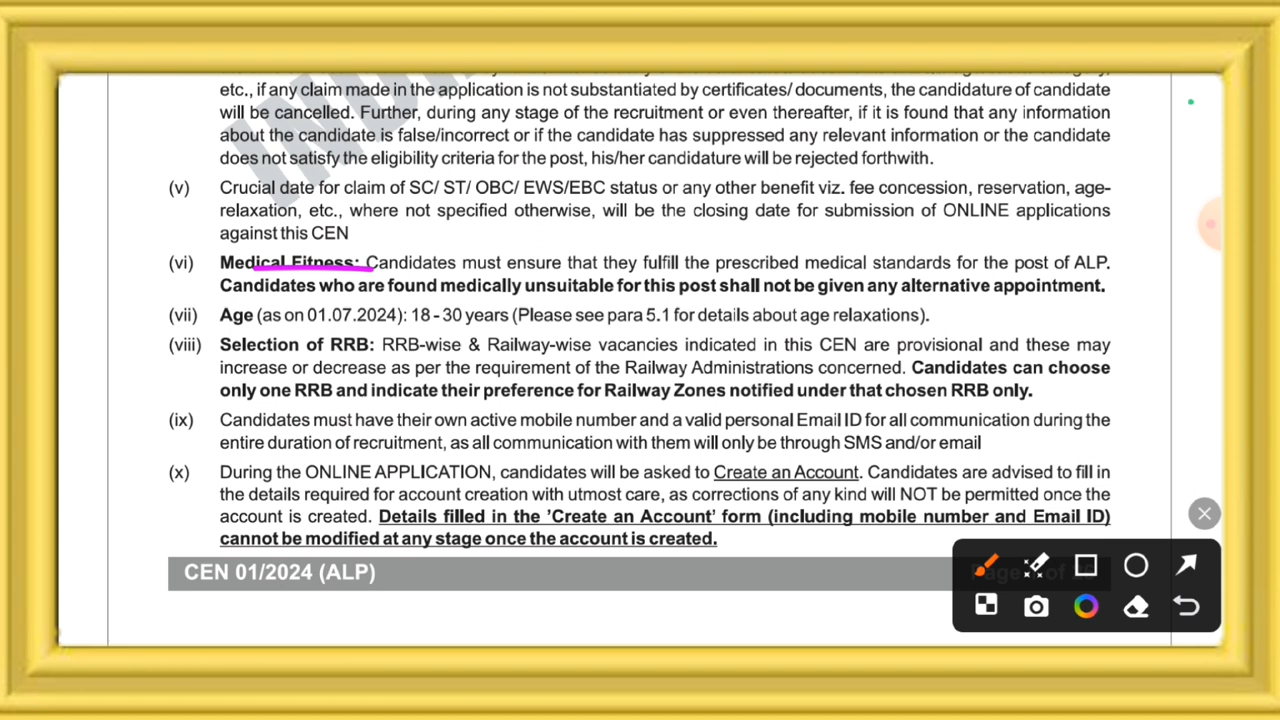 etc., if any claim made in the application is not substantiated by certificates/ documents, the candidature of candidate
will be cancelled. Further, during any stage of the recruitment or even thereafter, if it is found that any information
about the candidate is false/incorrect or if the candidate has suppressed any relevant information or the candidate
does not satisfy the eligibility criteria for the post, his/her candidature will be rejected forthwith.
(v) Crucial date for claim of SC/ ST/ OBC/ EWS/EBC status or any other benefit viz. fee concession, reservation, age-
relaxation, etc., where not specified otherwise, will be the closing date for submission of ONLINE applications
against this CEN
(vi) Medical Fitness: Candidates must ensure that they fulfill the prescribed medical standards for the post of ALP.
Candidates who are found medically unsuitable for this post shall not be given any alternative appointment.
(vii) Age (as on 01.07.2024): 18 - 30 years (Please see para 5.1 for details about age relaxations).
(viii) Selection of RRB: RRB-wise & Railway-wise vacancies indicated in this CEN are provisional and these may
increase or decrease as per the requirement of the Railway Administrations concerned. Candidates can choose
only one RRB and indicate their preference for Railway Zones notified under that chosen RRB only.
(ix) Candidates must have their own active mobile number and a valid personal Email ID for all communication during the
entire duration of recruitment, as all communication with them will only be through SMS and/or email
(x) During the ONLINE APPLICATION, candidates will be asked to Create an Account. Candidates are advised to fill in
the details required for account creation with utmost care, as corrections of any kind will NOT be permitted once the
account is created. Details filled in the 'Create an Account' form (including mobile number and Email ID)
cannot be modified at any stage once the account is created.
CEN 01/2024 (ALP)